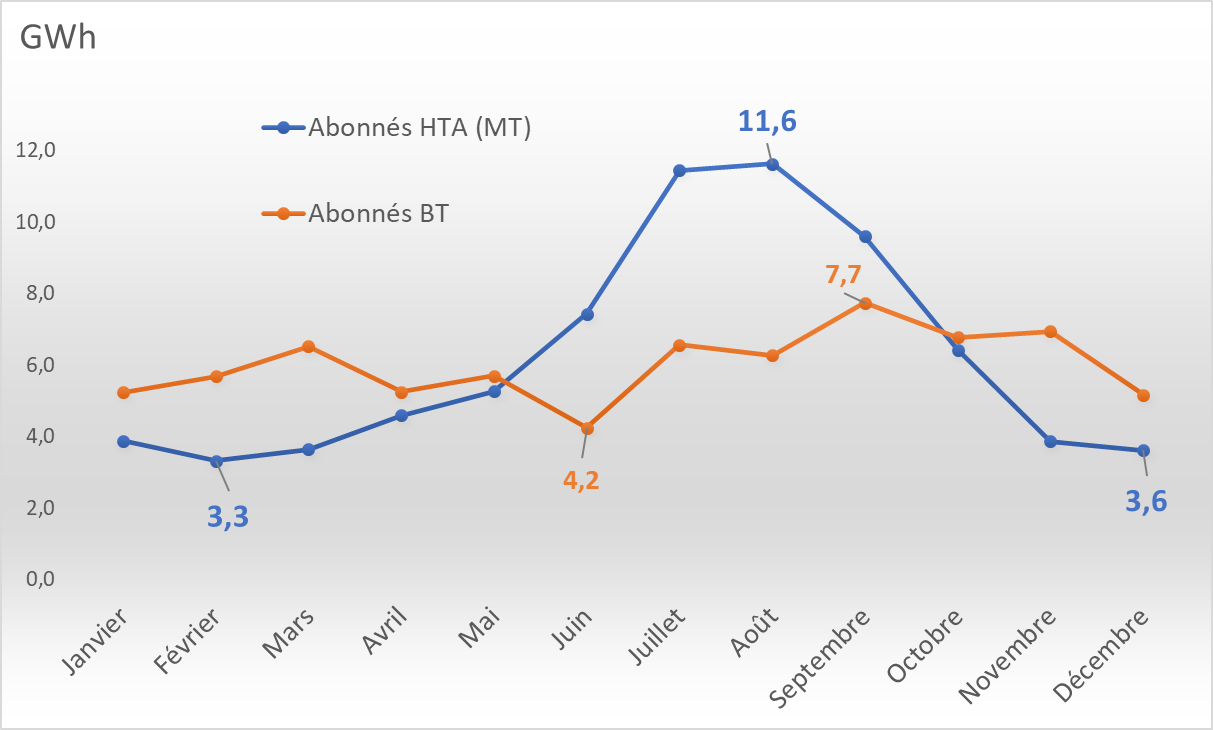 GWh
Abonnés HTA (MT)
Abonnés BT
12,0
10,0
8,0
6,0
4,0
2,0
0,0
11,6
7,7
4,2
3,3
3,6
Janvier
Février
Mars
Avril
Mai
Juin
Juillet
Août
Septembre
Octobre
Novembre
Décembre